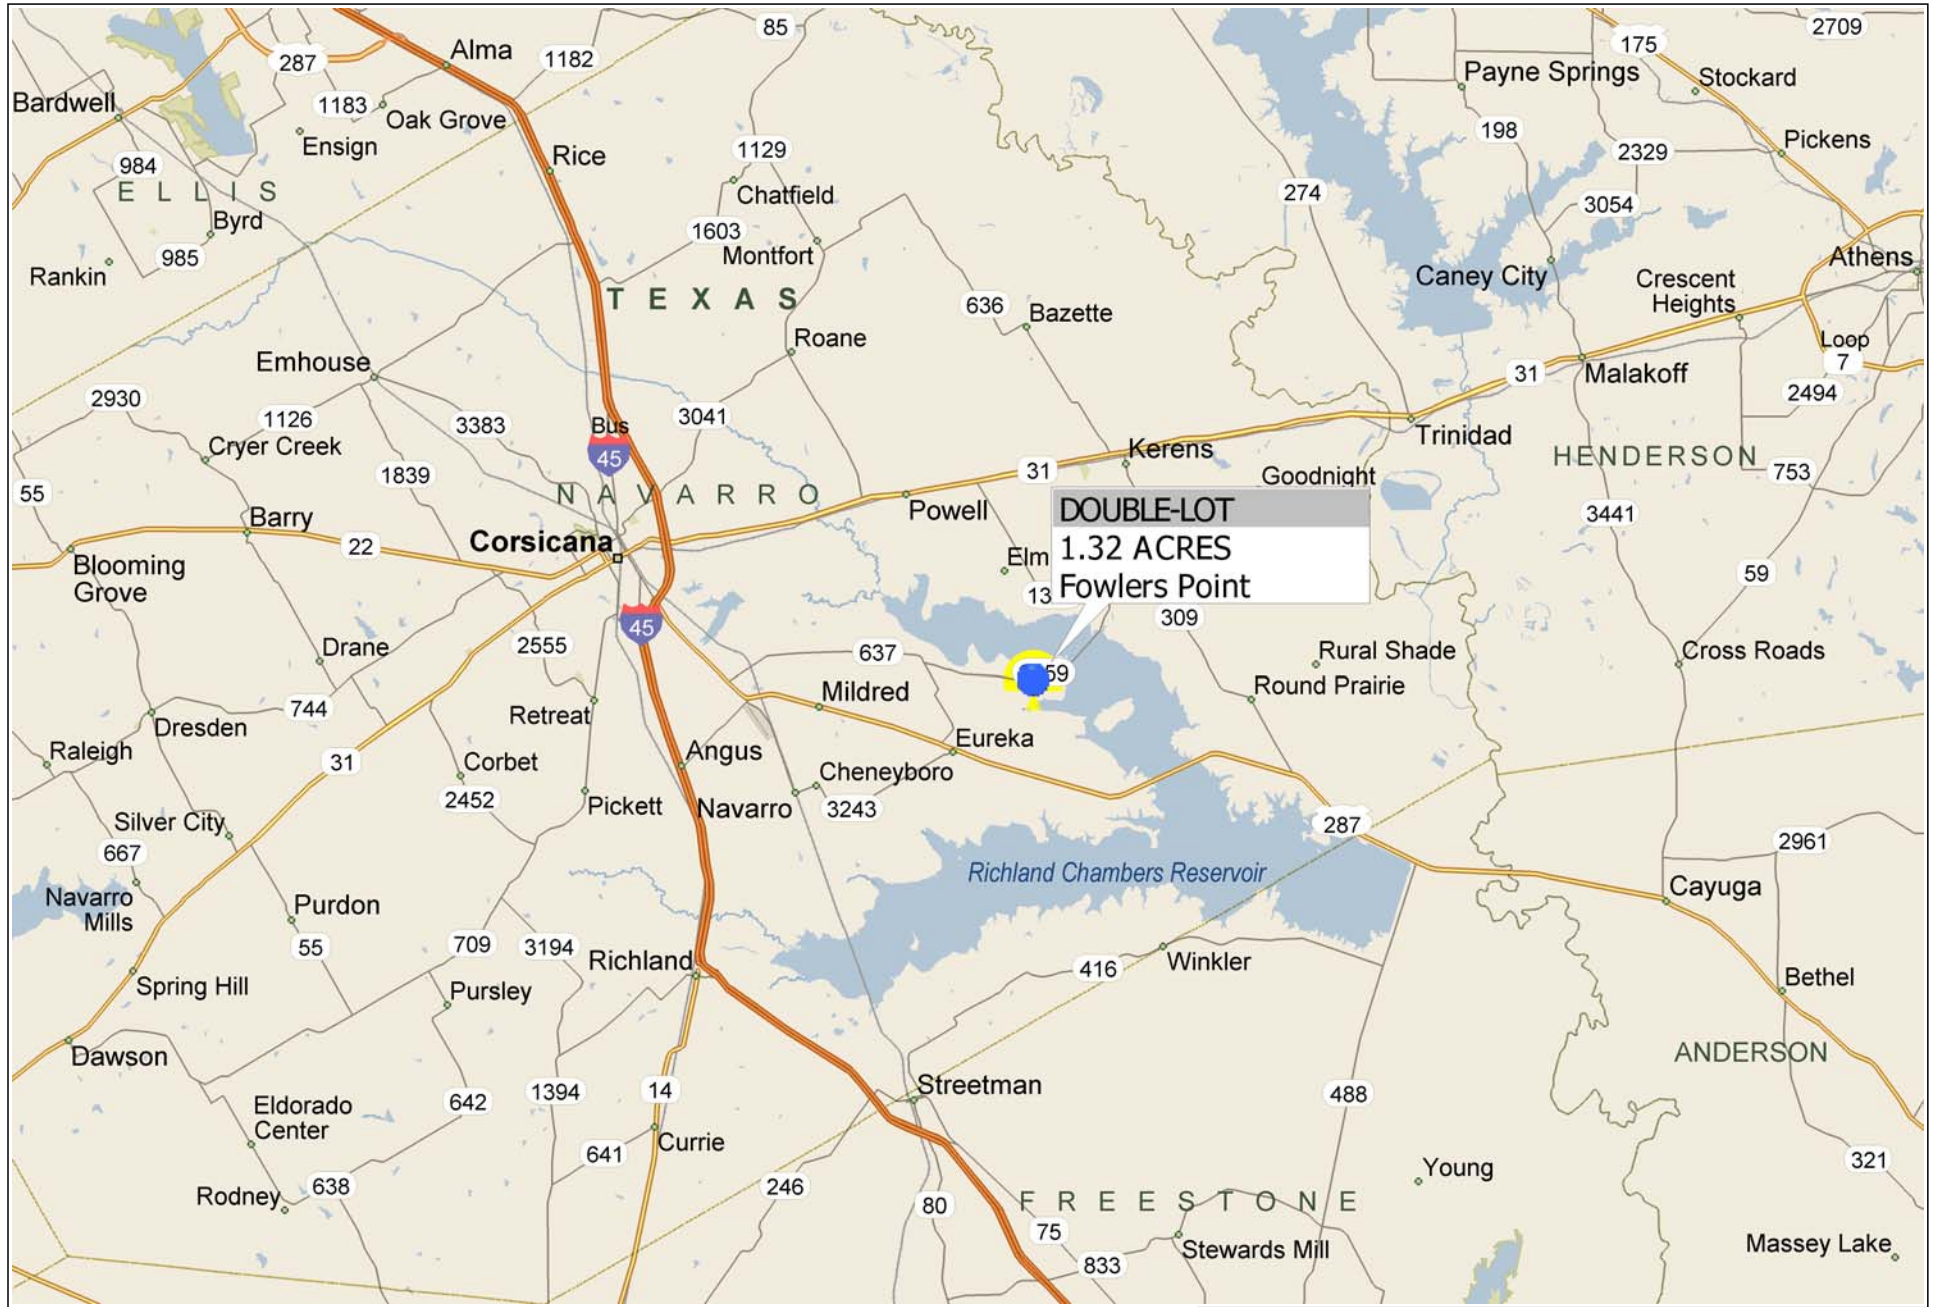 85
2709
175
287
Alma
1182
Payne Springs
Stockard
Bardwell
1183
Oak Grove
198
Pickens
Ensign
Rice
1129
2329
984
ELLIS
Chatfield
274
3054
Byrd
1603
985
Montfort
Athens
Rankin
Caney City
Crescent
Heights
TEXAS
636
Bazette
Roane
Loop
7
Emhouse
31
Malakoff
2930
2494
1126
3383
Bus
45
3041
Cryer Creek
Kerens
Trinidad
1839
31
Goodnight
HENDERSON
753
55
NAVARRO
Powell
DOUBLE-LOT
1.32 ACRES
Fowlers Point
3441
Barry
22
Corsicana
Elm
Blooming
Grove
13
59
45
309
Drane
2555
637
Rural Shade
Cross Roads
59
Mildred
Round Prairie
744
Retreat
Dresden
Raleigh
31
Corbet
Angus
Eureka
Cheneyboro
2452
Pickett
Navarro
3243
Silver City
287
667
2961
Richland Chambers Reservoir
Navarro
Mills
Purdon
Cayuga
55
709
3194
Richland
416
Winkler
Spring Hill
Pursley
Bethel
Dawson
ANDERSON
Streetman
1394
14
488
642
Eldorado
Center
641
Currie
321
Young
Rodney
638
246
80
FREESTONE
75
Stewards Mill
Massey Lake
833